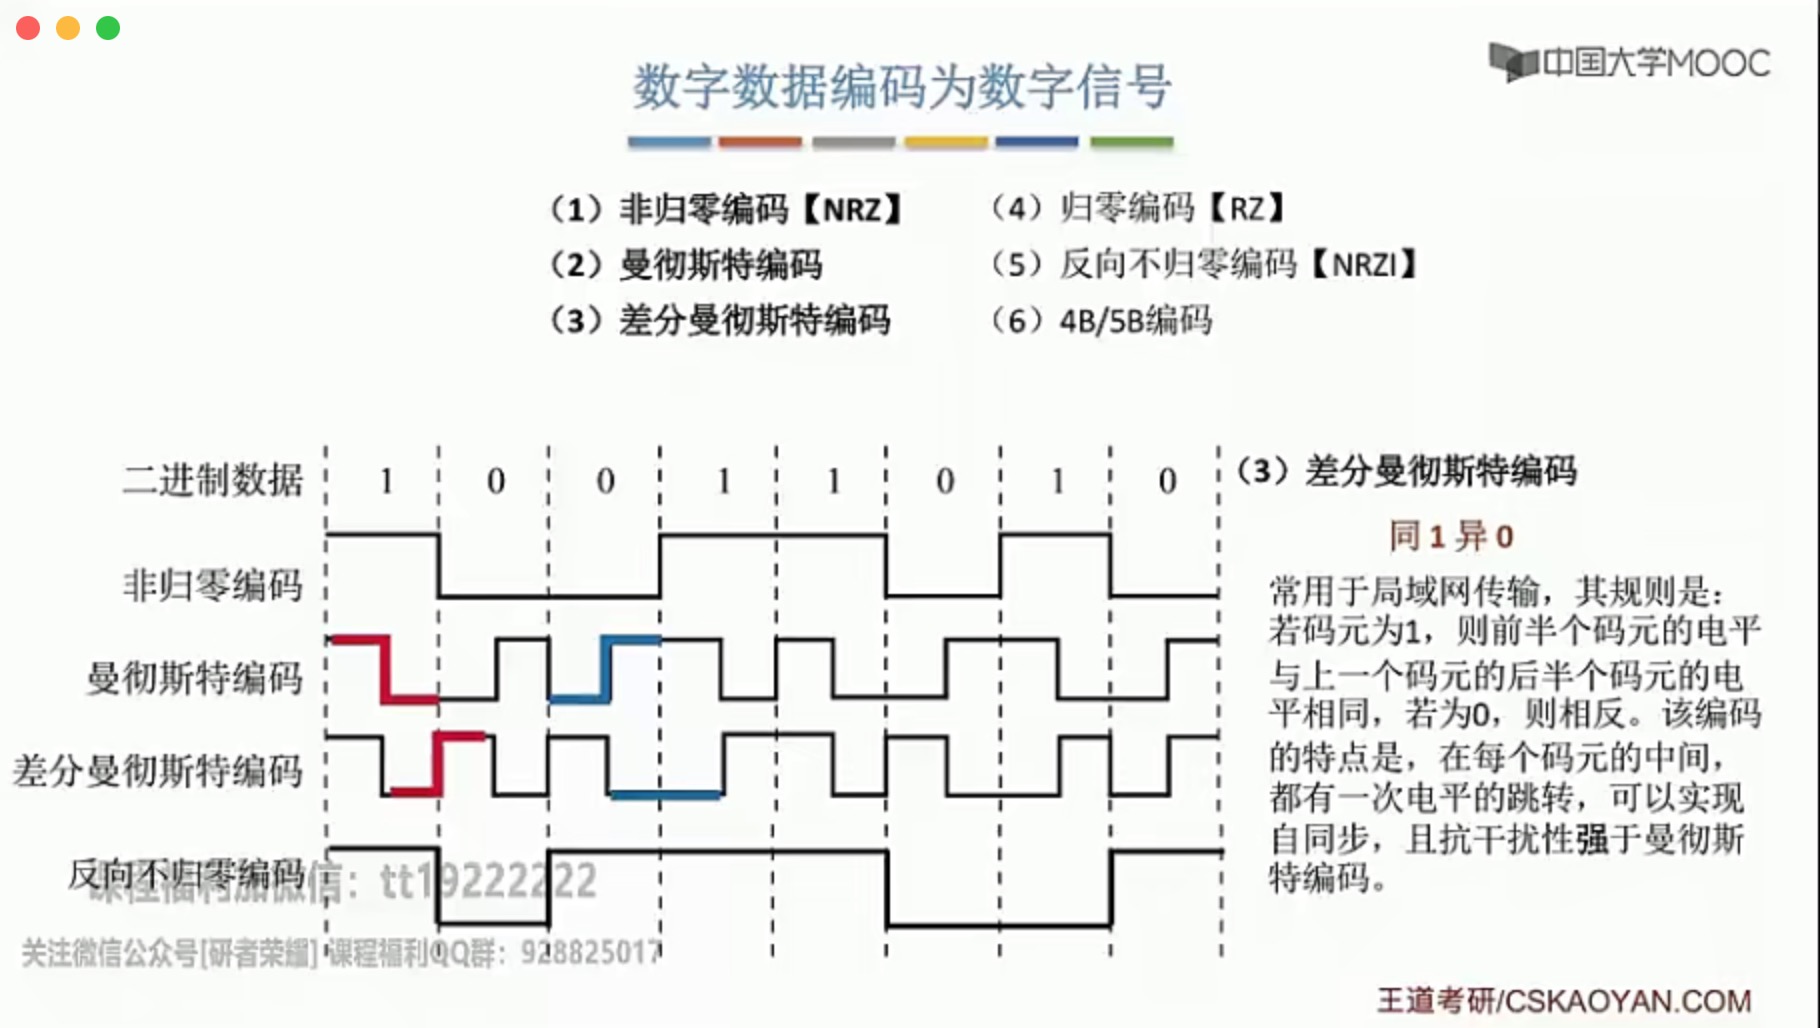 中国大学MOOC
数字数据编码为数字信号
（1）非归零编码【NRZ】
（2）曼彻斯特编码
（3）差分曼彻斯特编码
（4）归零编码【RZ】
（5）反向不归零编码【NRZI】
（6）4B/5B编码
二进制数据 1 0 0 1 1 0 1 0
非归零编码
曼彻斯特编码
差分曼彻斯特编码
反向不归零编码
（3）差分曼彻斯特编码
同 1 异 0
常用于局域网传输，其规则是：
若码元为1，则前半个码元的电平
与上一个码元的后半个码元的电
平相同，若为0，则相反。该编码
的特点是，在每个码元的中间，
都有一次电平的跳转，可以实现
自同步，且抗干扰性强于曼彻斯
特编码。
课程福利加微信：tt19222222
关注微信公众号[研者荣耀] 课程福利QQ群：928825017
王道考研/CSKAOYAN.COM